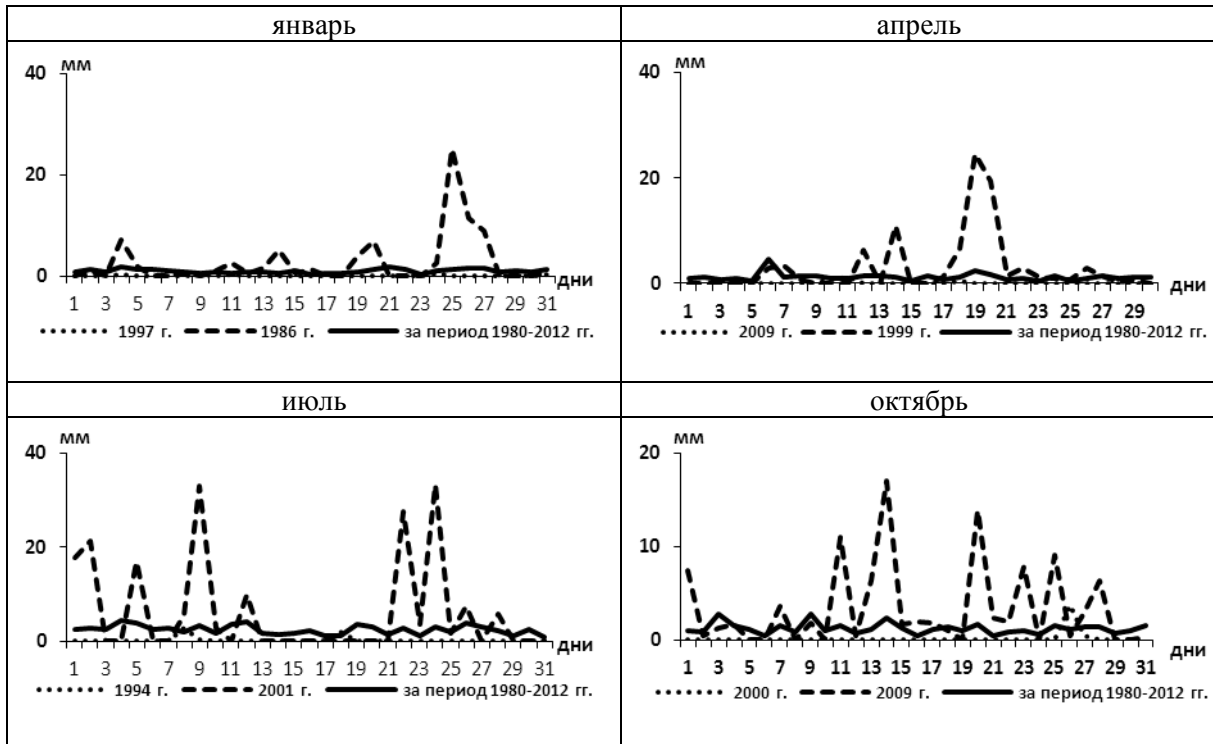 январь
мм
40
20
0
1 3 5 7 9 11 13 15 17 19 21 23 25 27 29 31
дни
1997 г. 1986 г. за период 1980-2012 гг.
апрель
мм
40
20
0
1 3 5 7 9 11 13 15 17 19 21 23 25 27 29
дни
2009 г. 1999 г. за период 1980-2012 гг.
июль
мм
40
20
0
1 3 5 7 9 11 13 15 17 19 21 23 25 27 29 31
дни
1994 г. 2001 г. за период 1980-2012 гг.
октябрь
мм
20
10
0
1 3 5 7 9 11 13 15 17 19 21 23 25 27 29 31
дни
2000 г. 2009 г. за период 1980-2012 гг.